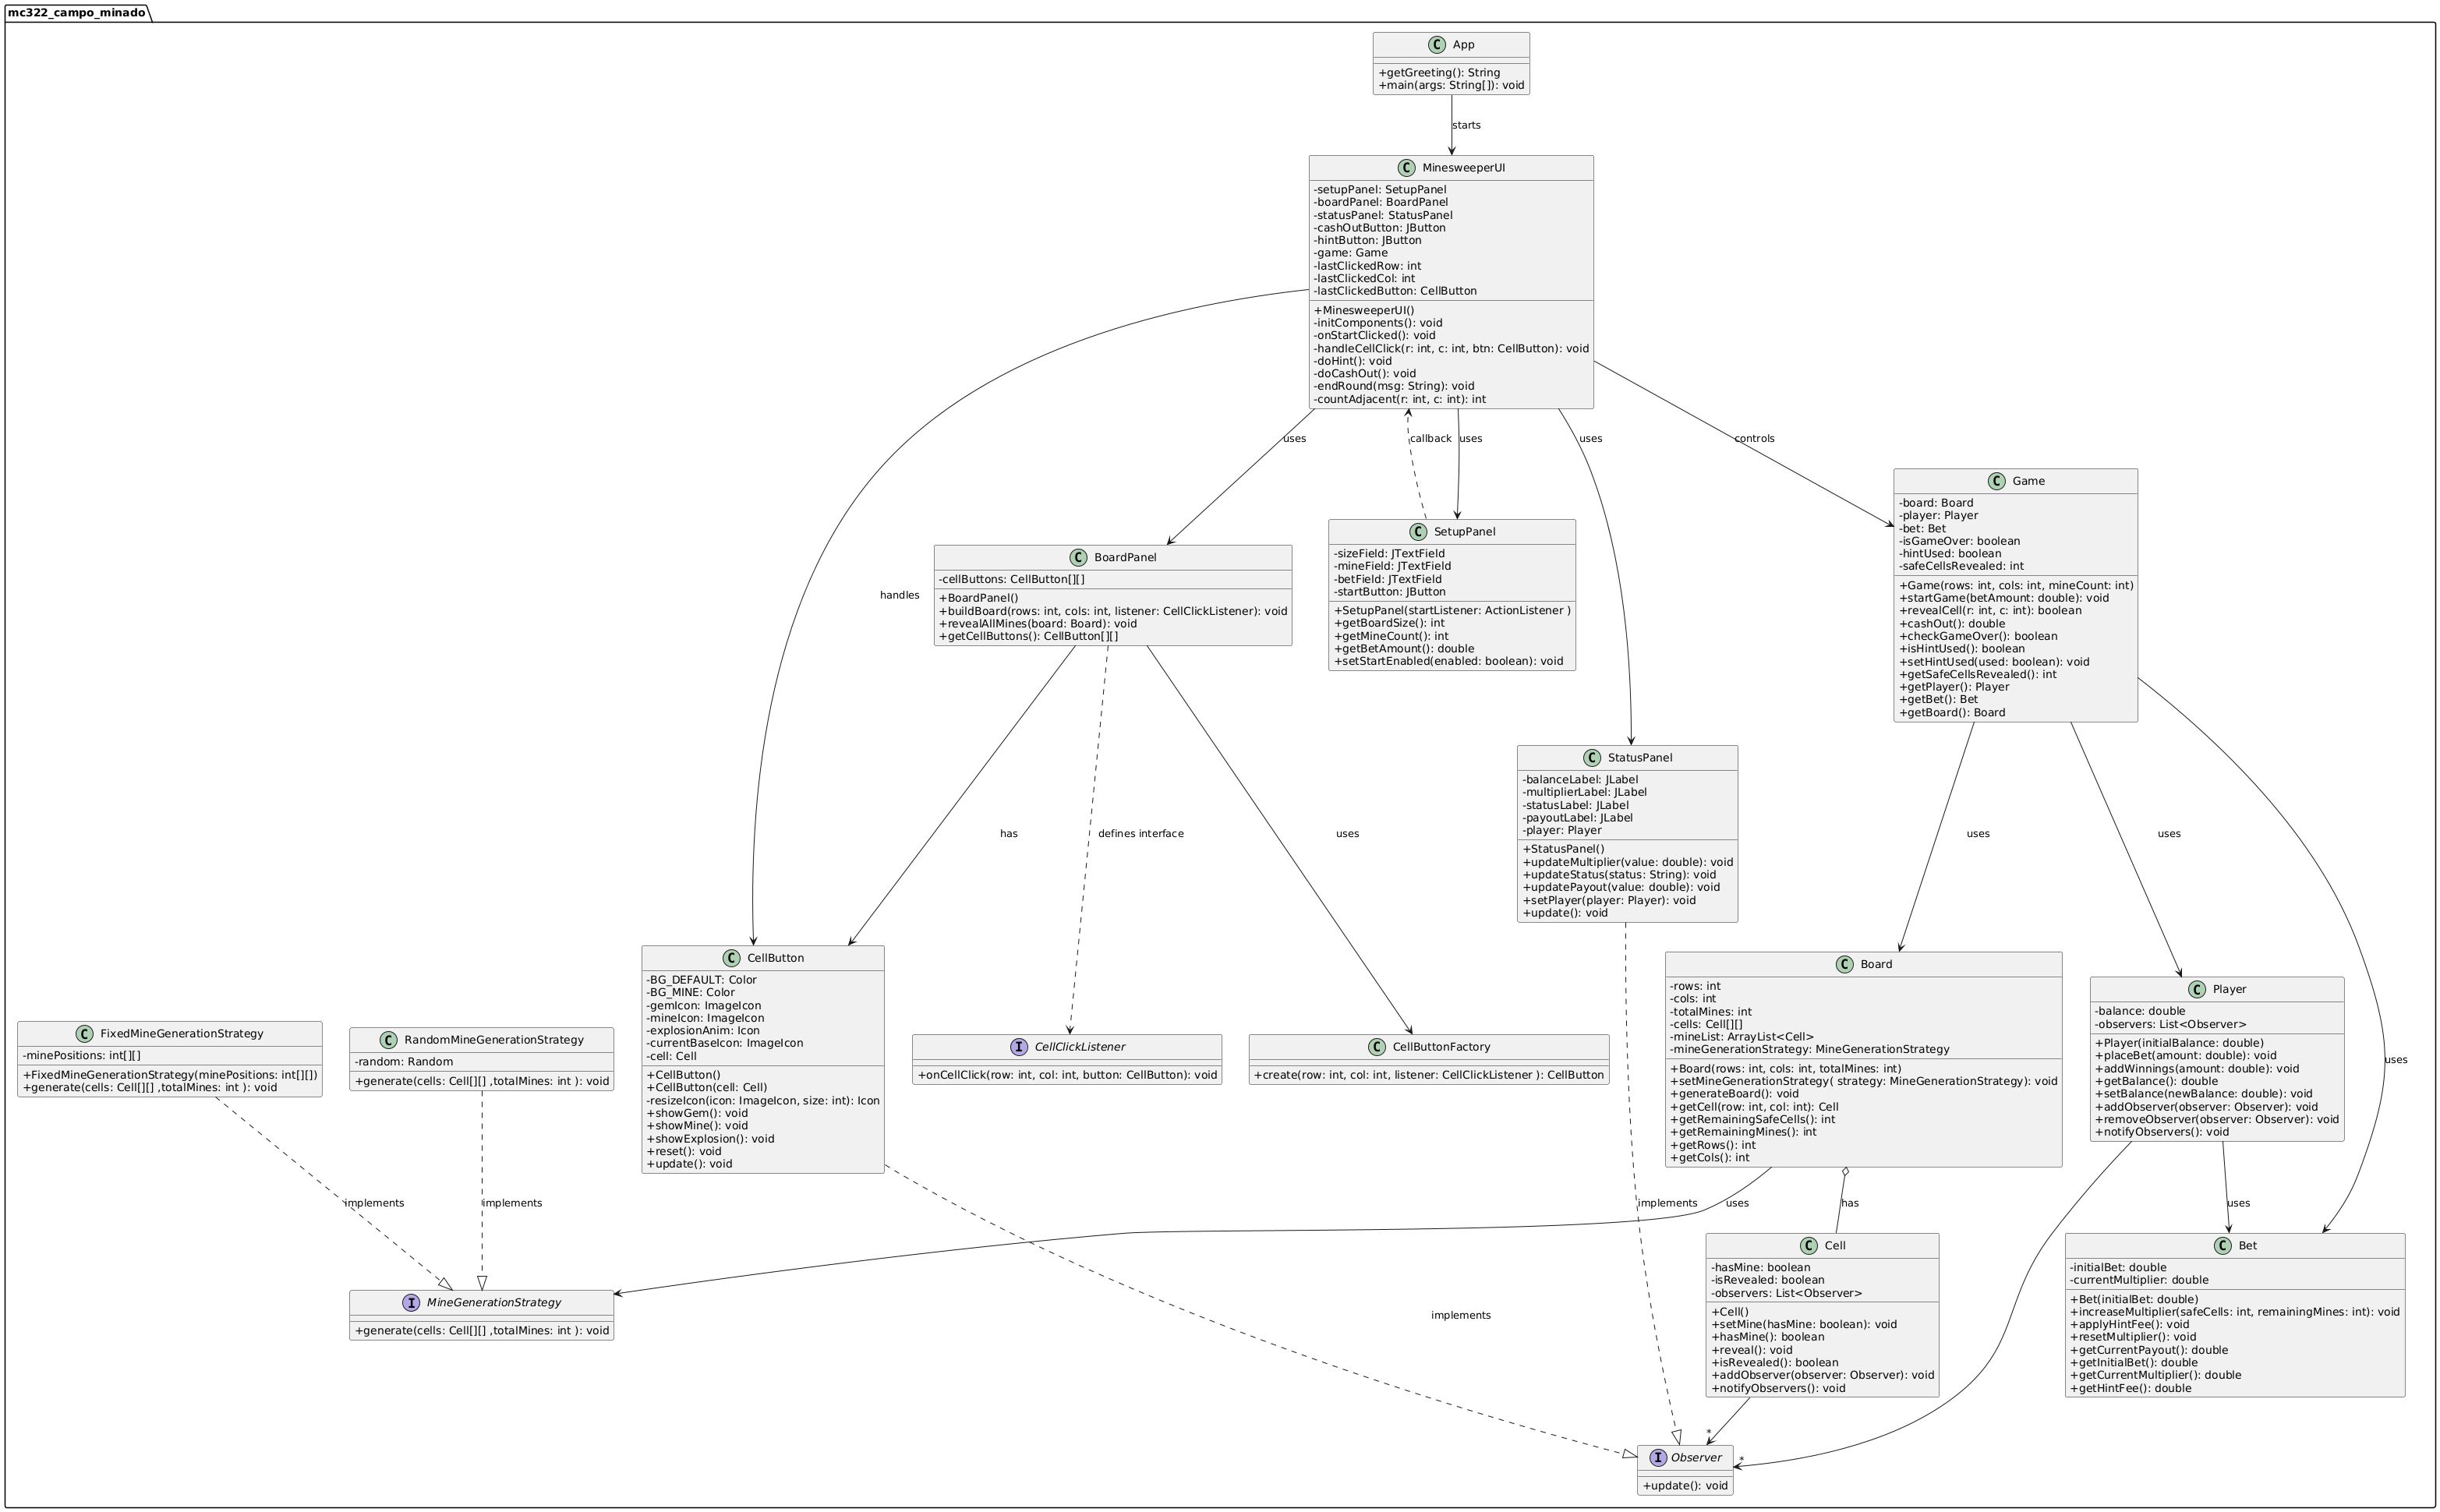 mc322_campo_minado
C App
+getGreeting(): String
+main(args: String[]): void
starts
C MinesweeperUI
-setupPanel: SetupPanel
-boardPanel: BoardPanel
-statusPanel: StatusPanel
-cashOutButton: JButton
-hintButton: JButton
-game: Game
-lastClickedRow: int
-lastClickedCol: int
-lastClickedButton: CellButton
+MinesweeperUI()
-initComponents(): void
-onStartClicked(): void
-handleCellClick(r: int, c: int, btn: CellButton): void
-doHint(): void
-doCashOut(): void
-endRound(msg: String): void
-countAdjacent(r: int, c: int): int
uses
callback
uses
uses
controls
handles
C BoardPanel
-cellButtons: CellButton[][]
+BoardPanel()
+buildBoard(rows: int, cols: int, listener: CellClickListener): void
+revealAllMines(board: Board): void
+getCellButtons(): CellButton[][]
C SetupPanel
-sizeField: JTextField
-mineField: JTextField
-betField: JTextField
-startButton: JButton
+SetupPanel(startListener: ActionListener )
+getBoardSize(): int
+getMineCount(): int
+getBetAmount(): double
+setStartEnabled(enabled: boolean): void
C Game
-board: Board
-player: Player
-bet: Bet
-isGameOver: boolean
-hintUsed: boolean
-safeCellsRevealed: int
+Game(rows: int, cols: int, mineCount: int)
+startGame(betAmount: double): void
+revealCell(r: int, c: int): boolean
+cashOut(): double
+checkGameOver(): boolean
+isHintUsed(): boolean
+setHintUsed(used: boolean): void
+getSafeCellsRevealed(): int
+getPlayer(): Player
+getBet(): Bet
+getBoard(): Board
C StatusPanel
-balanceLabel: JLabel
-multiplierLabel: JLabel
-statusLabel: JLabel
-payoutLabel: JLabel
-player: Player
+StatusPanel()
+updateMultiplier(value: double): void
+updateStatus(status: String): void
+updatePayout(value: double): void
+setPlayer(player: Player): void
+update(): void
has
defines interface
uses
uses
uses
uses
C FixedMineGenerationStrategy
-minePositions: int[][]
+FixedMineGenerationStrategy(minePositions: int[][])
+generate(cells: Cell[][] ,totalMines: int ): void
C RandomMineGenerationStrategy
-random: Random
+generate(cells: Cell[][] ,totalMines: int ): void
C CellButton
-BG_DEFAULT: Color
-BG_MINE: Color
-gemIcon: ImageIcon
-mineIcon: ImageIcon
-explosionAnim: Icon
-currentBaseIcon: ImageIcon
-cell: Cell
+CellButton()
+CellButton(cell: Cell)
-resizeIcon(icon: ImageIcon, size: int): Icon
+showGem(): void
+showMine(): void
+showExplosion(): void
+reset(): void
+update(): void
I CellClickListener
+onCellClick(row: int, col: int, button: CellButton): void
C CellButtonFactory
+create(row: int, col: int, listener: CellClickListener ): CellButton
C Board
-rows: int
-cols: int
-totalMines: int
-cells: Cell[][]
-mineList: ArrayList<Cell>
-mineGenerationStrategy: MineGenerationStrategy
+Board(rows: int, cols: int, totalMines: int)
+setMineGenerationStrategy( strategy: MineGenerationStrategy): void
+generateBoard(): void
+getCell(row: int, col: int): Cell
+getRemainingSafeCells(): int
+getRemainingMines(): int
+getRows(): int
+getCols(): int
C Player
-balance: double
-observers: List<Observer>
+Player(initialBalance: double)
+placeBet(amount: double): void
+addWinnings(amount: double): void
+getBalance(): double
+setBalance(newBalance: double): void
+addObserver(observer: Observer): void
+removeObserver(observer: Observer): void
+notifyObservers(): void
implements
implements
implements
uses
has
uses
I MineGenerationStrategy
+generate(cells: Cell[][] ,totalMines: int ): void
implements
C Cell
-hasMine: boolean
-isRevealed: boolean
-observers: List<Observer>
+Cell()
+setMine(hasMine: boolean): void
+hasMine(): boolean
+reveal(): void
+isRevealed(): boolean
+addObserver(observer: Observer): void
+notifyObservers(): void
C Bet
-initialBet: double
-currentMultiplier: double
+Bet(initialBet: double)
+increaseMultiplier(safeCells: int, remainingMines: int): void
+applyHintFee(): void
+resetMultiplier(): void
+getCurrentPayout(): double
+getInitialBet(): double
+getCurrentMultiplier(): double
+getHintFee(): double
*
*
I Observer
+update(): void